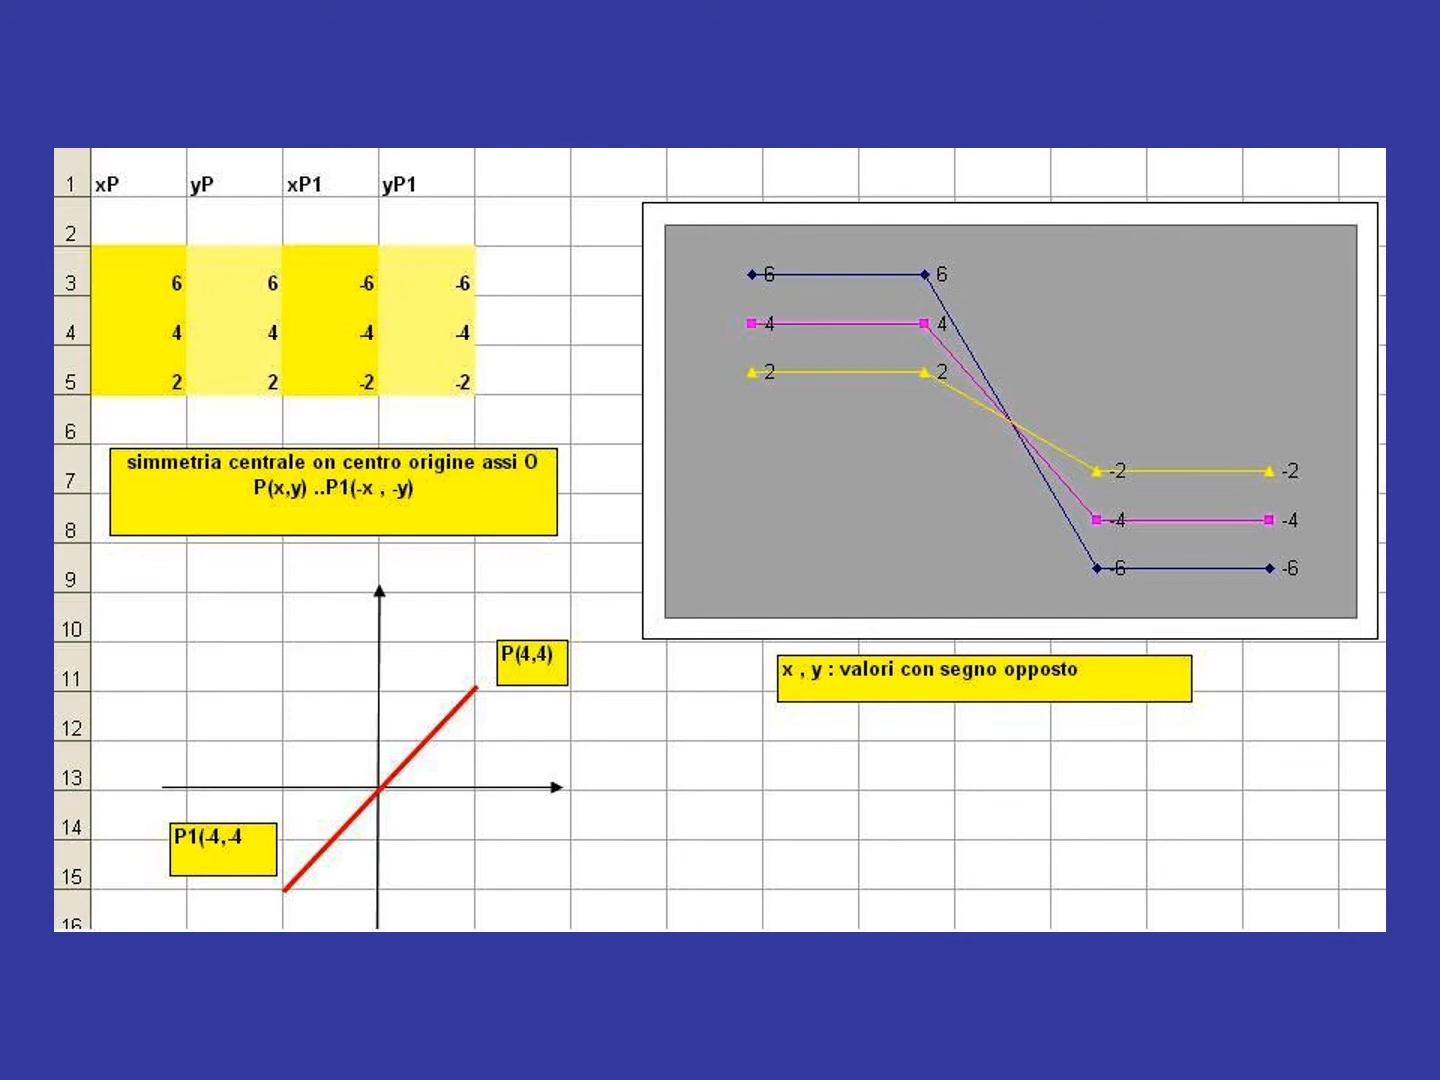 1 xP yP xP1 yP1
2
3 6 6 -6 -6
4 4 4 -4 -4
5 2 2 -2 -2
6
7
8
9
10
11
12
13
14
15
16
simmetria centrale on centro origine assi O
P(x,y) ..P1(-x , -y)
P(4,4)
P1(-4,-4
6 6
4 4
2 2
-2 -2
-4 -4
-6 -6
x , y : valori con segno opposto